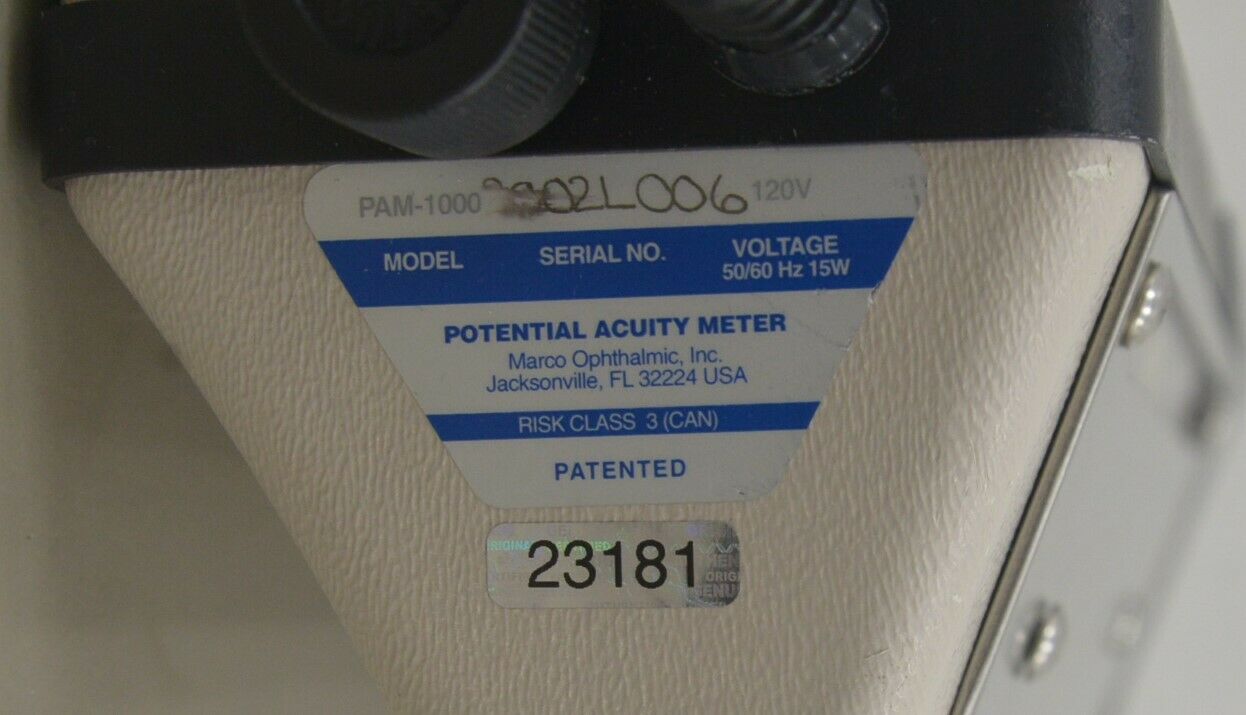 PAM-1000 02L006 120V
MODEL SERIAL NO. VOLTAGE
50/60 Hz 15W
POTENTIAL ACUITY METER
Marco Ophthalmic, Inc.
Jacksonville, FL 32224 USA
RISK CLASS 3 (CAN)
PATENTED
23181